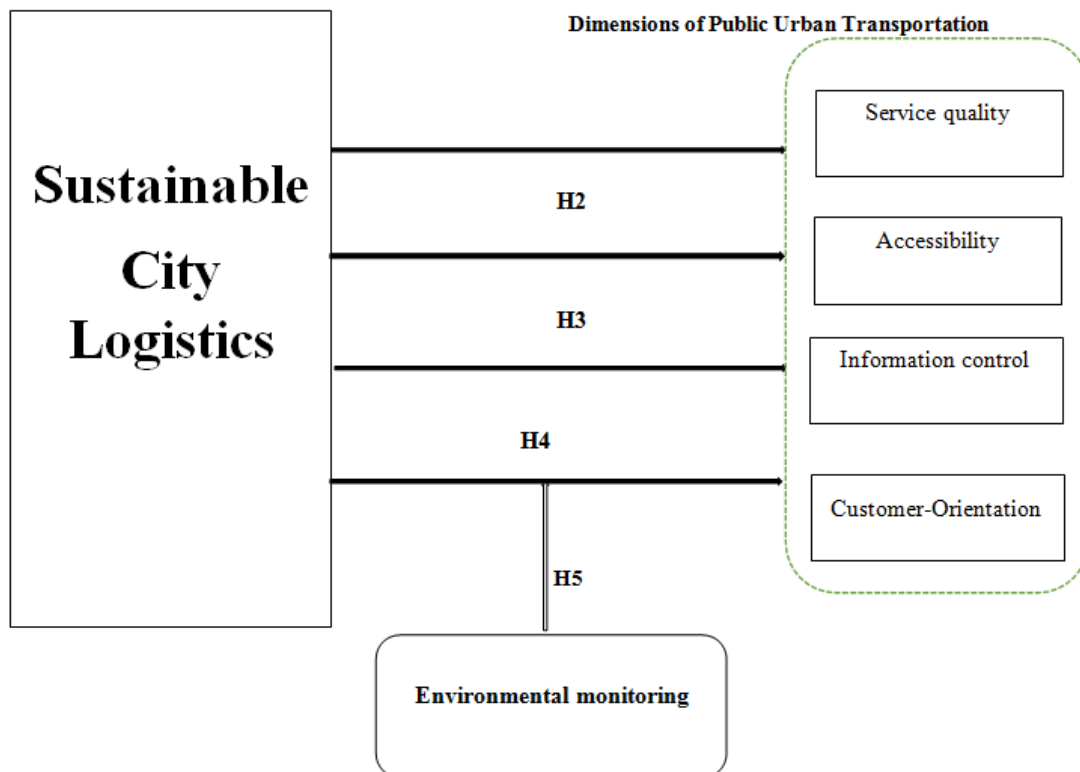 Dimensions of Public Urban Transportation
Sustainable
City
Logistics
H2
H3
H4
H5
Service quality
Accessibility
Information control
Customer-Orientation
Environmental monitoring